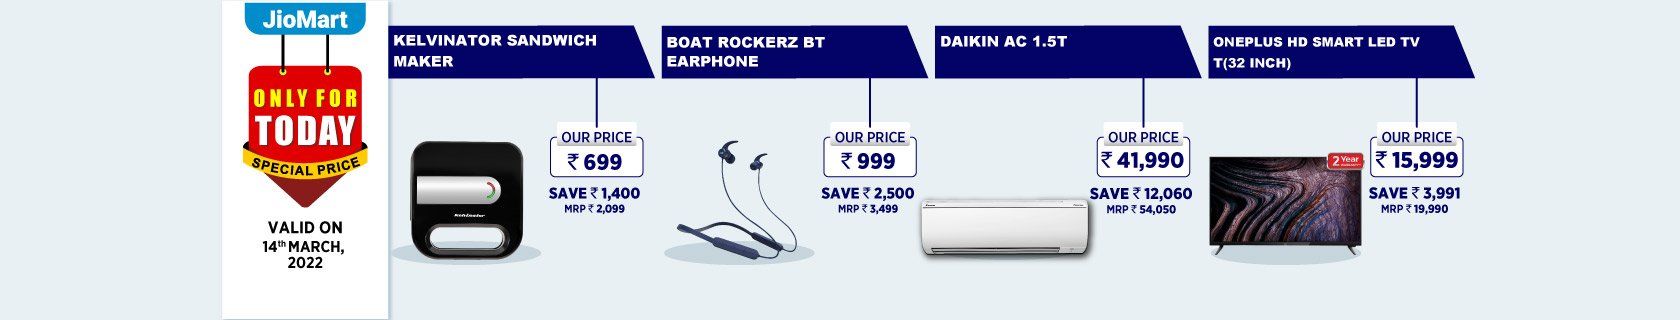 JioMart
ONLY FOR
TODAY
SPECIAL PRICE
VALID ON
14th MARCH,
2022
KELVINATOR SANDWICH
MAKER
OUR PRICE
₹ 699
SAVE ₹ 1,400
MRP ₹ 2,099
Kelvinator
BOAT ROCKERZ BT
EARPHONE
OUR PRICE
₹ 999
SAVE ₹ 2,500
MRP ₹ 3,499
DAIKIN AC 1.5T
OUR PRICE
₹ 41,990
SAVE ₹ 12,060
MRP ₹ 54,050
ONEPLUS HD SMART LED TV
T(32 INCH)
2 Year
OUR PRICE
₹ 15,999
SAVE ₹ 3,991
MRP ₹ 19,990